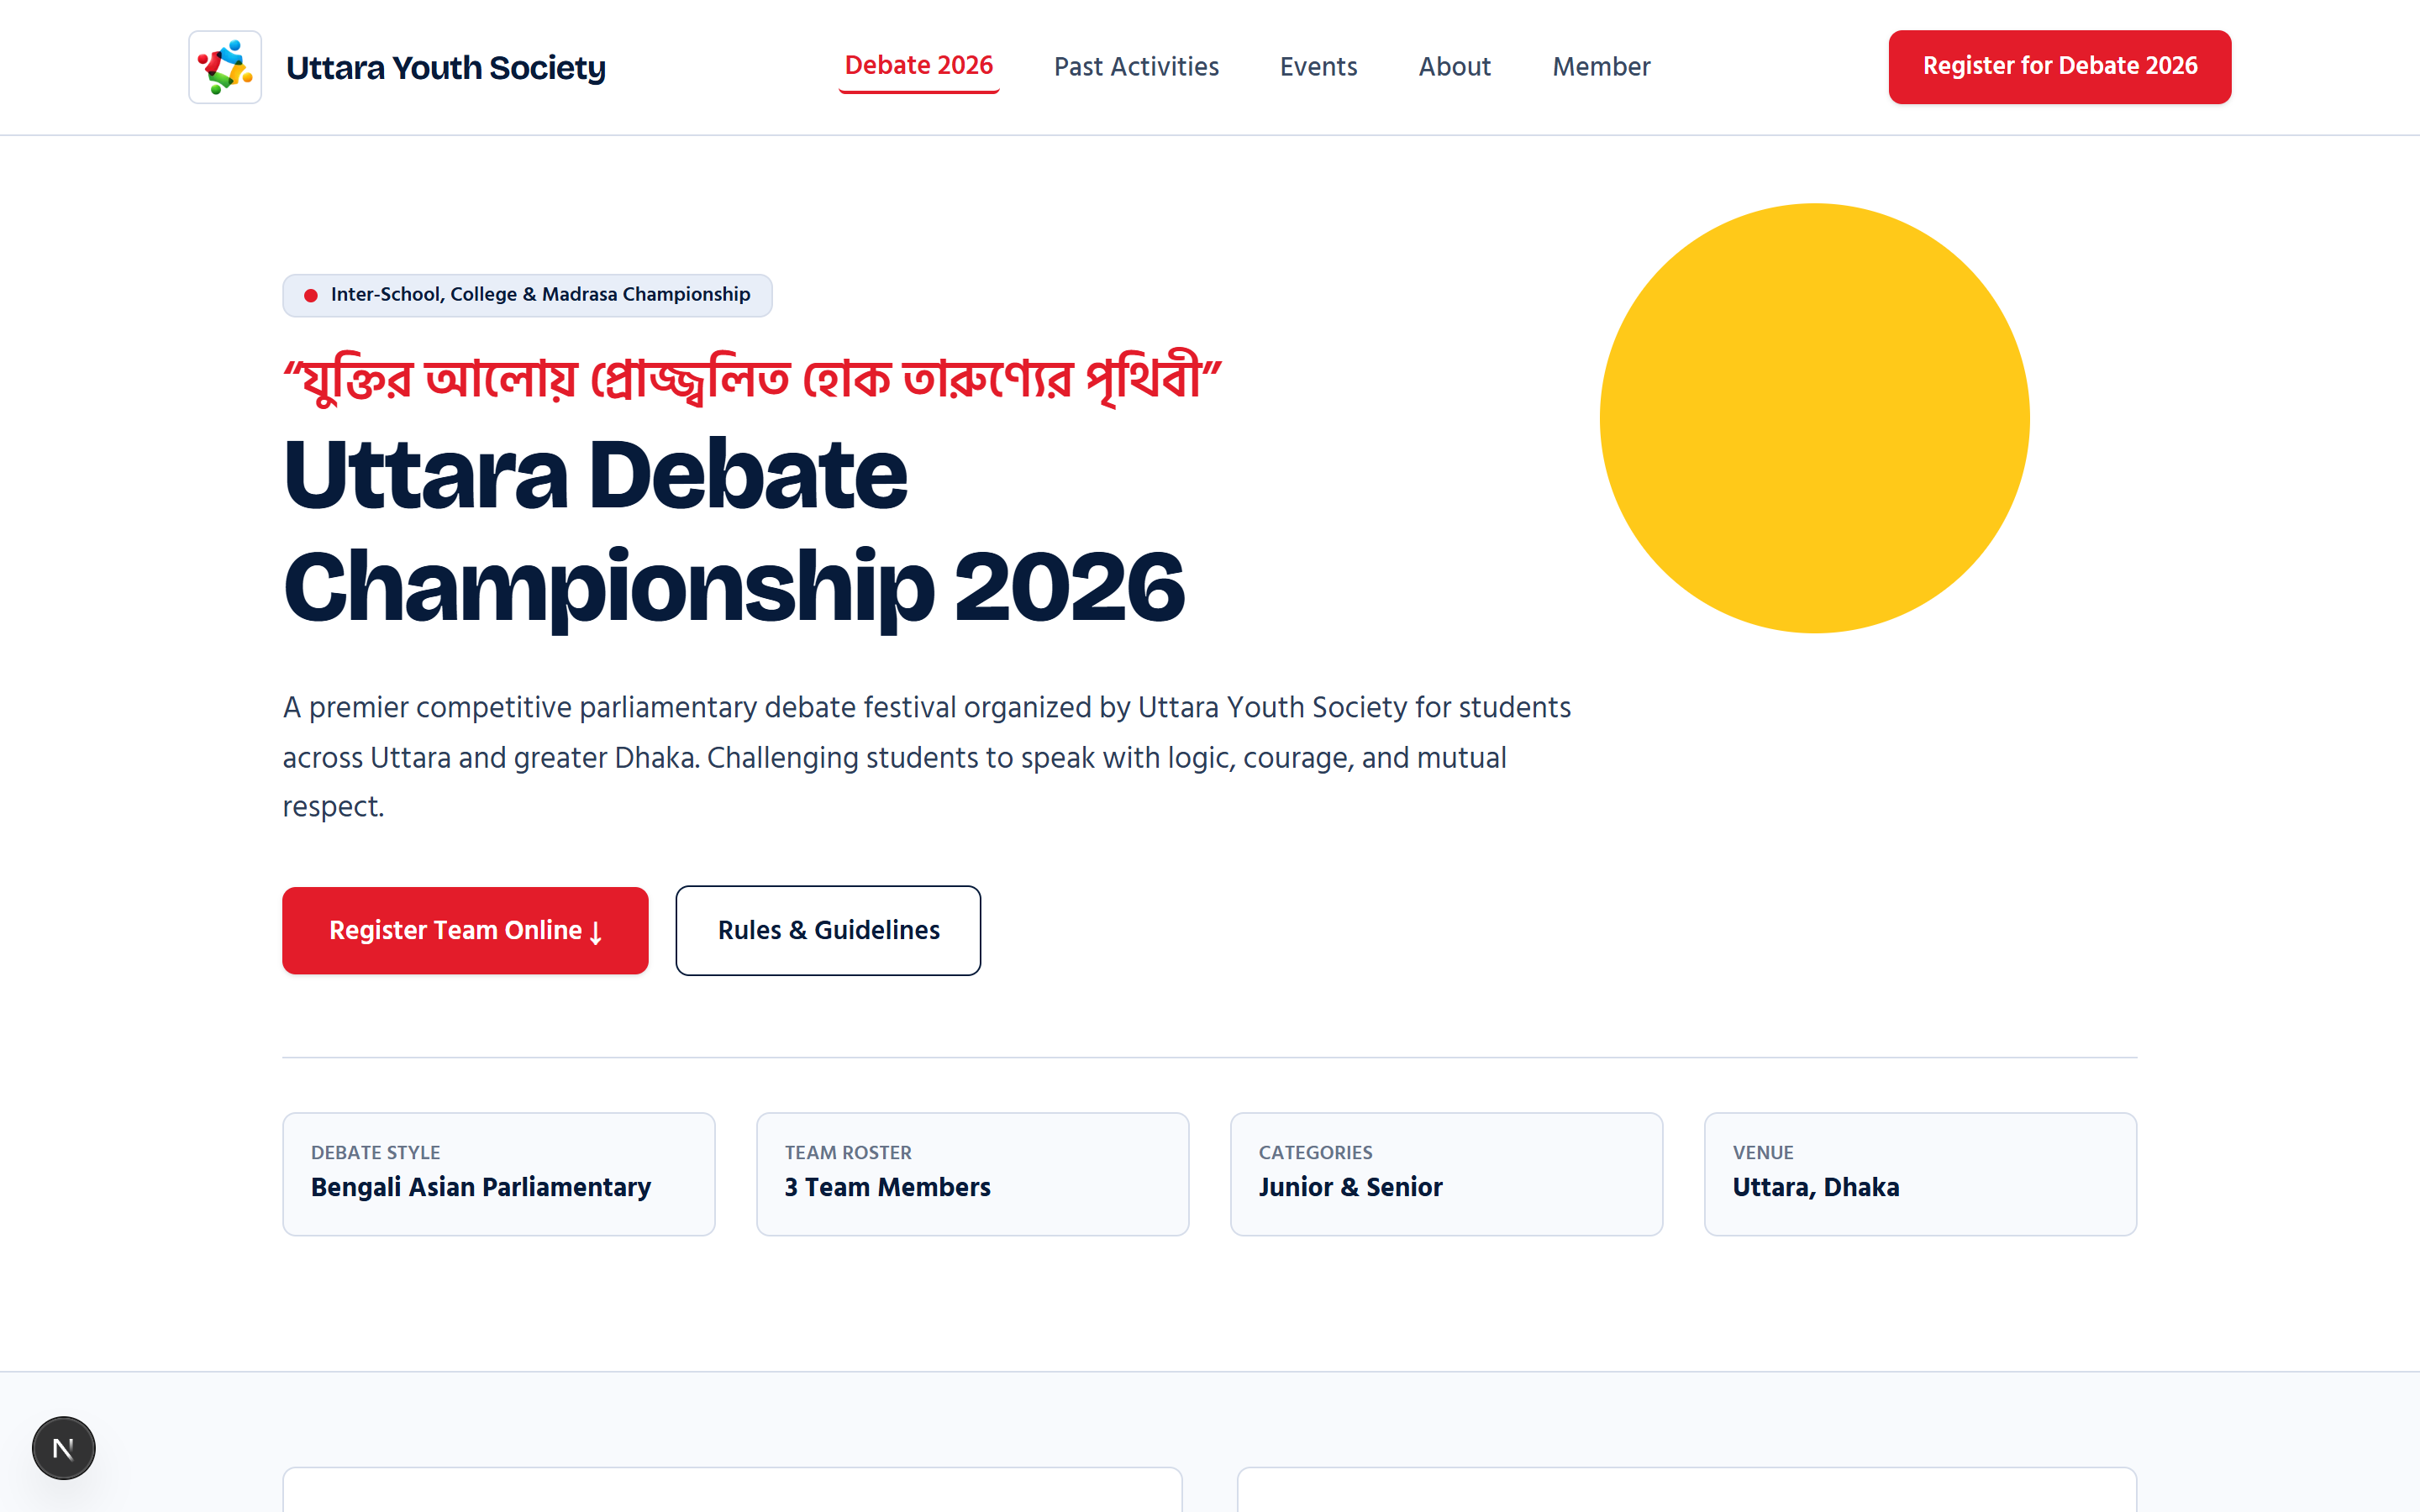 Uttara Youth Society
Debate 2026
Past Activities
Events
About
Member
Register for Debate 2026
Inter-School, College & Madrasa Championship
“যুক্তির আলোয় প্রোজ্জ্বলিত হোক তারুণ্যের পৃথিবী”
Uttara Debate
Championship 2026
A premier competitive parliamentary debate festival organized by Uttara Youth Society for students
across Uttara and greater Dhaka. Challenging students to speak with logic, courage, and mutual
respect.
Register Team Online ↓
Rules & Guidelines
DEBATE STYLE
Bengali Asian Parliamentary
TEAM ROSTER
3 Team Members
CATEGORIES
Junior & Senior
VENUE
Uttara, Dhaka
N